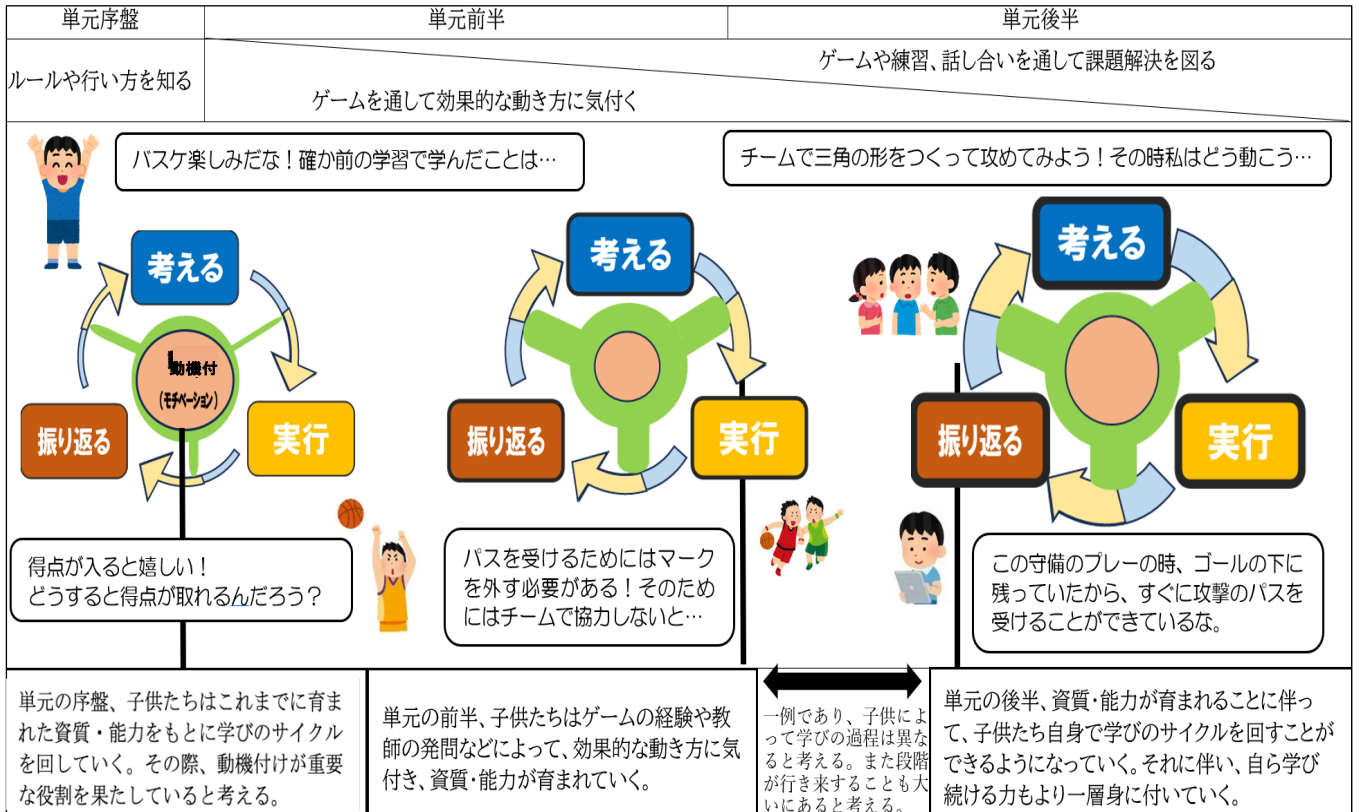 単元序盤
単元前半
単元後半
ルールや行い方を知る
ゲームを通して効果的な動き方に気付く
ゲームや練習、話し合いを通して課題解決を図る
バスケ楽しみだな！確か前の学習で学んだことは…
チームで三角の形をつくって攻めてみよう！その時私はどう動こう…
考える
動機付
（モチベーション）
振り返る
実行
考える
振り返る
実行
考える
振り返る
実行
得点が入ると嬉しい！
どうすると得点が取れるんだろう？
パスを受けるためにはマーク
を外す必要がある！そのため
にはチームで協力しないと…
この守備のプレーの時、ゴールの下に
残っていたから、すぐに攻撃のパスを
受けることができているな。
単元の序盤、子供たちはこれまでに育ま
れた資質・能力をもとに学びのサイクル
を回していく。その際、動機付けが重要
な役割を果たしていると考える。
単元の前半、子供たちはゲームの経験や教
師の発問などによって、効果的な動き方に気
付き、資質・能力が育まれていく。
一例であり、子供によ
って学びの過程は異な
ると考える。また段階
が行き来することも大
いにあると考える。
単元の後半、資質・能力が育まれることに伴っ
て、子供たち自身で学びのサイクルを回すことが
できるようになっていく。それに伴い、自ら学び
続ける力もより一層身に付いていく。